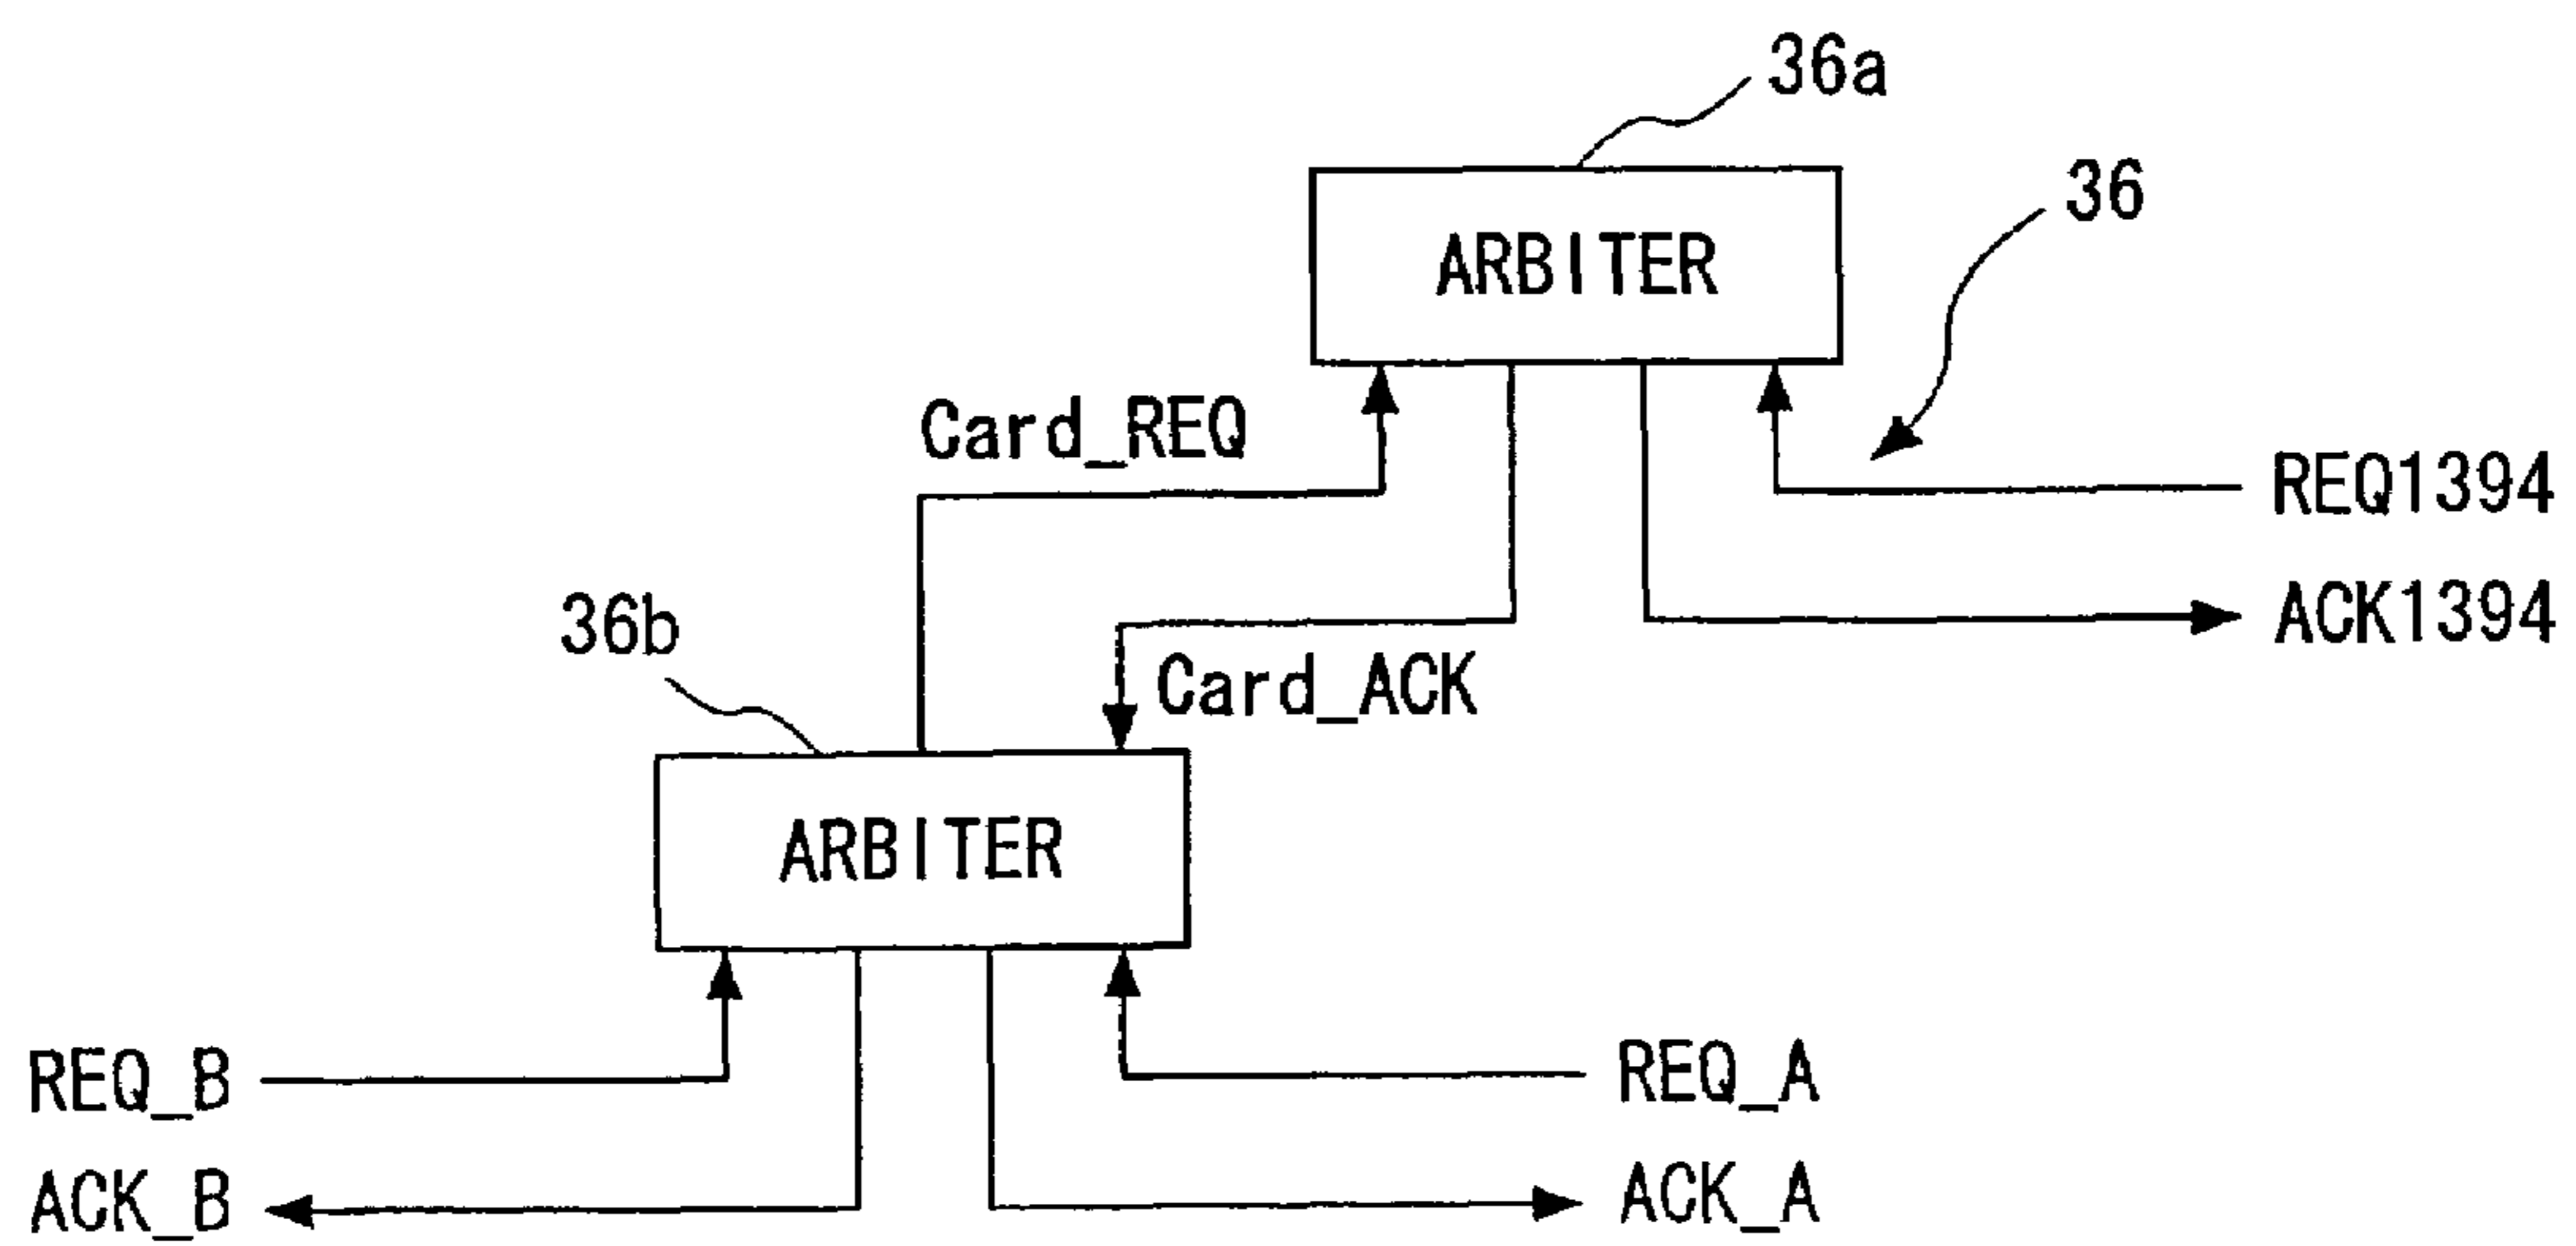 36a
36
ARBITER
Card_REQ
REQ1394
ACK1394
36b
Card_ACK
ARBITER
REQ_B
REQ_A
ACK_B
ACK_A